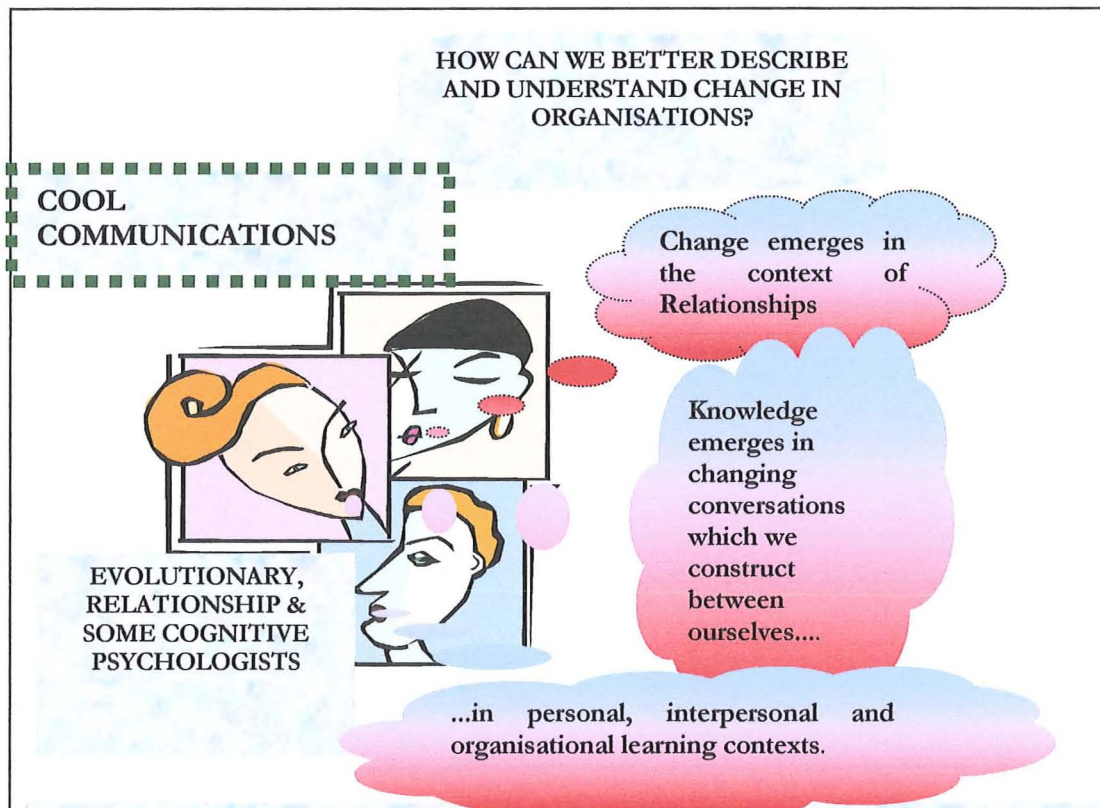 HOW CAN WE BETTER DESCRIBE
AND UNDERSTAND CHANGE IN
ORGANISATIONS?
COOL
COMMUNICATIONS
Change emerges in
the context of
Relationships
Knowledge
emerges in
changing
conversations
which we
construct
between
ourselves....
EVOLUTIONARY,
RELATIONSHIP &
SOME COGNITIVE
PSYCHOLOGISTS
...in personal, interpersonal and
organisational learning contexts.